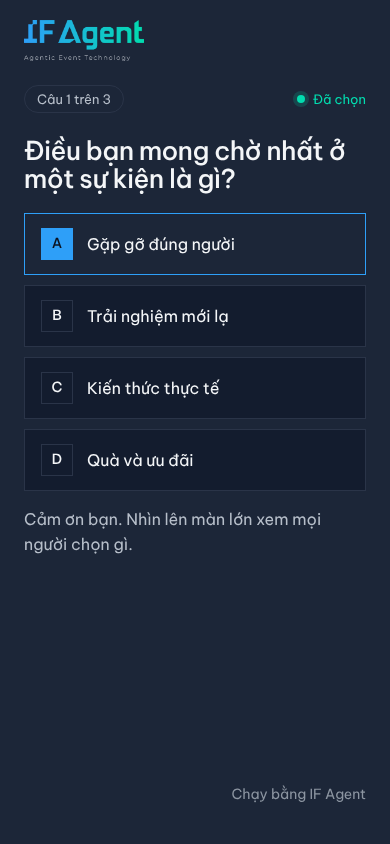 IF Agent
Agentic Event Technology
Câu 1 trên 3
Đã chọn
Điều bạn mong chờ nhất ở
một sự kiện là gì?
A
Gặp gỡ đúng người
B
Trải nghiệm mới lạ
C
Kiến thức thực tế
D
Quà và ưu đãi
Cảm ơn bạn. Nhìn lên màn lớn xem mọi
người chọn gì.
Chạy bằng IF Agent